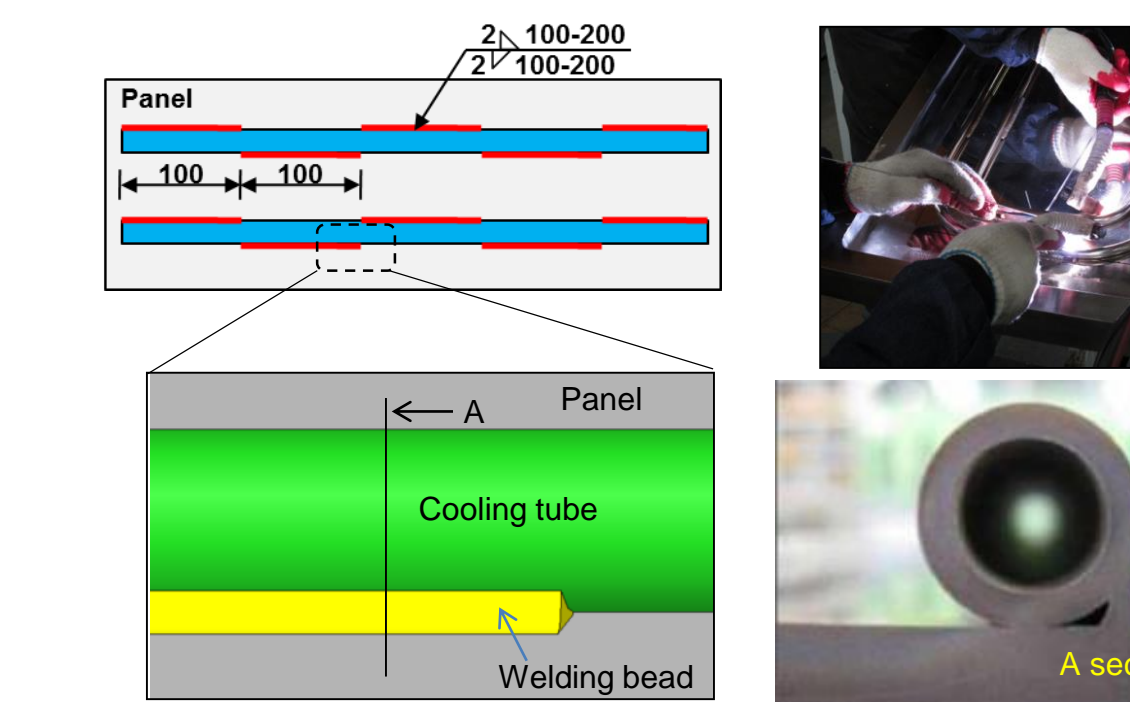 2 100-200
2 100-200
Panel
100 100
A Panel
Cooling tube
Welding bead
A